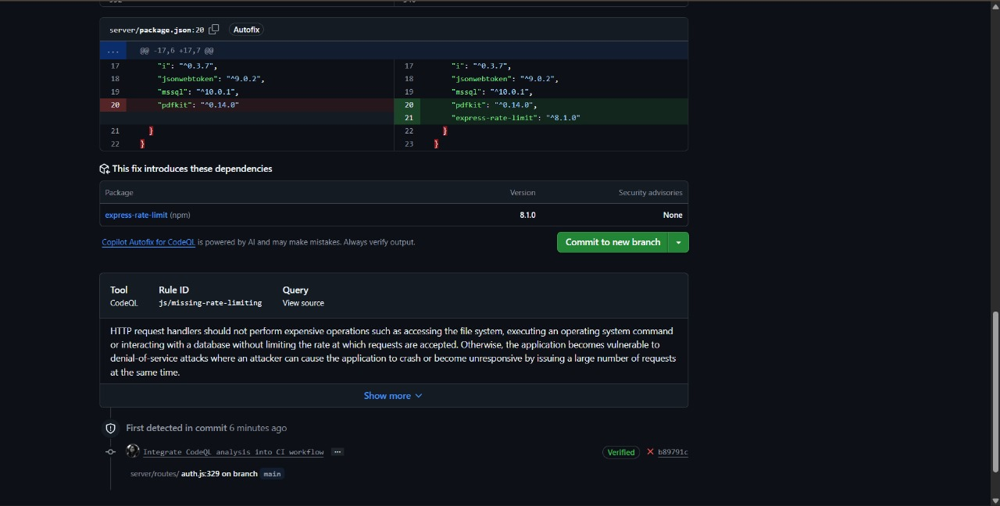 server/package.json:20 Autofix
... @@ -17,6 +17,7 @@
17 "i": "^0.3.7", 17 "i": "^0.3.7",
18 "jsonwebtoken": "^9.0.2", 18 "jsonwebtoken": "^9.0.2",
19 "mssql": "^10.0.1", 19 "mssql": "^10.0.1",
20 "pdfkit": "^0.14.0" 20 "pdfkit": "^0.14.0",
21 "express-rate-limit": "^8.1.0"
21 } 22 }
22 } 23 }
This fix introduces these dependencies
Package Version Security advisories
express-rate-limit (npm) 8.1.0 None
Copilot Autofix for CodeQL is powered by AI and may make mistakes. Always verify output. Commit to new branch
Tool Rule ID Query
CodeQL js/missing-rate-limiting View source
HTTP request handlers should not perform expensive operations such as accessing the file system, executing an operating system command
or interacting with a database without limiting the rate at which requests are accepted. Otherwise, the application becomes vulnerable to
denial-of-service attacks where an attacker can cause the application to crash or become unresponsive by issuing a large number of requests
at the same time.
Show more
First detected in commit 6 minutes ago
Integrate CodeQL analysis into CI workflow ... Verified b89791c
server/routes/ auth.js:329 on branch main